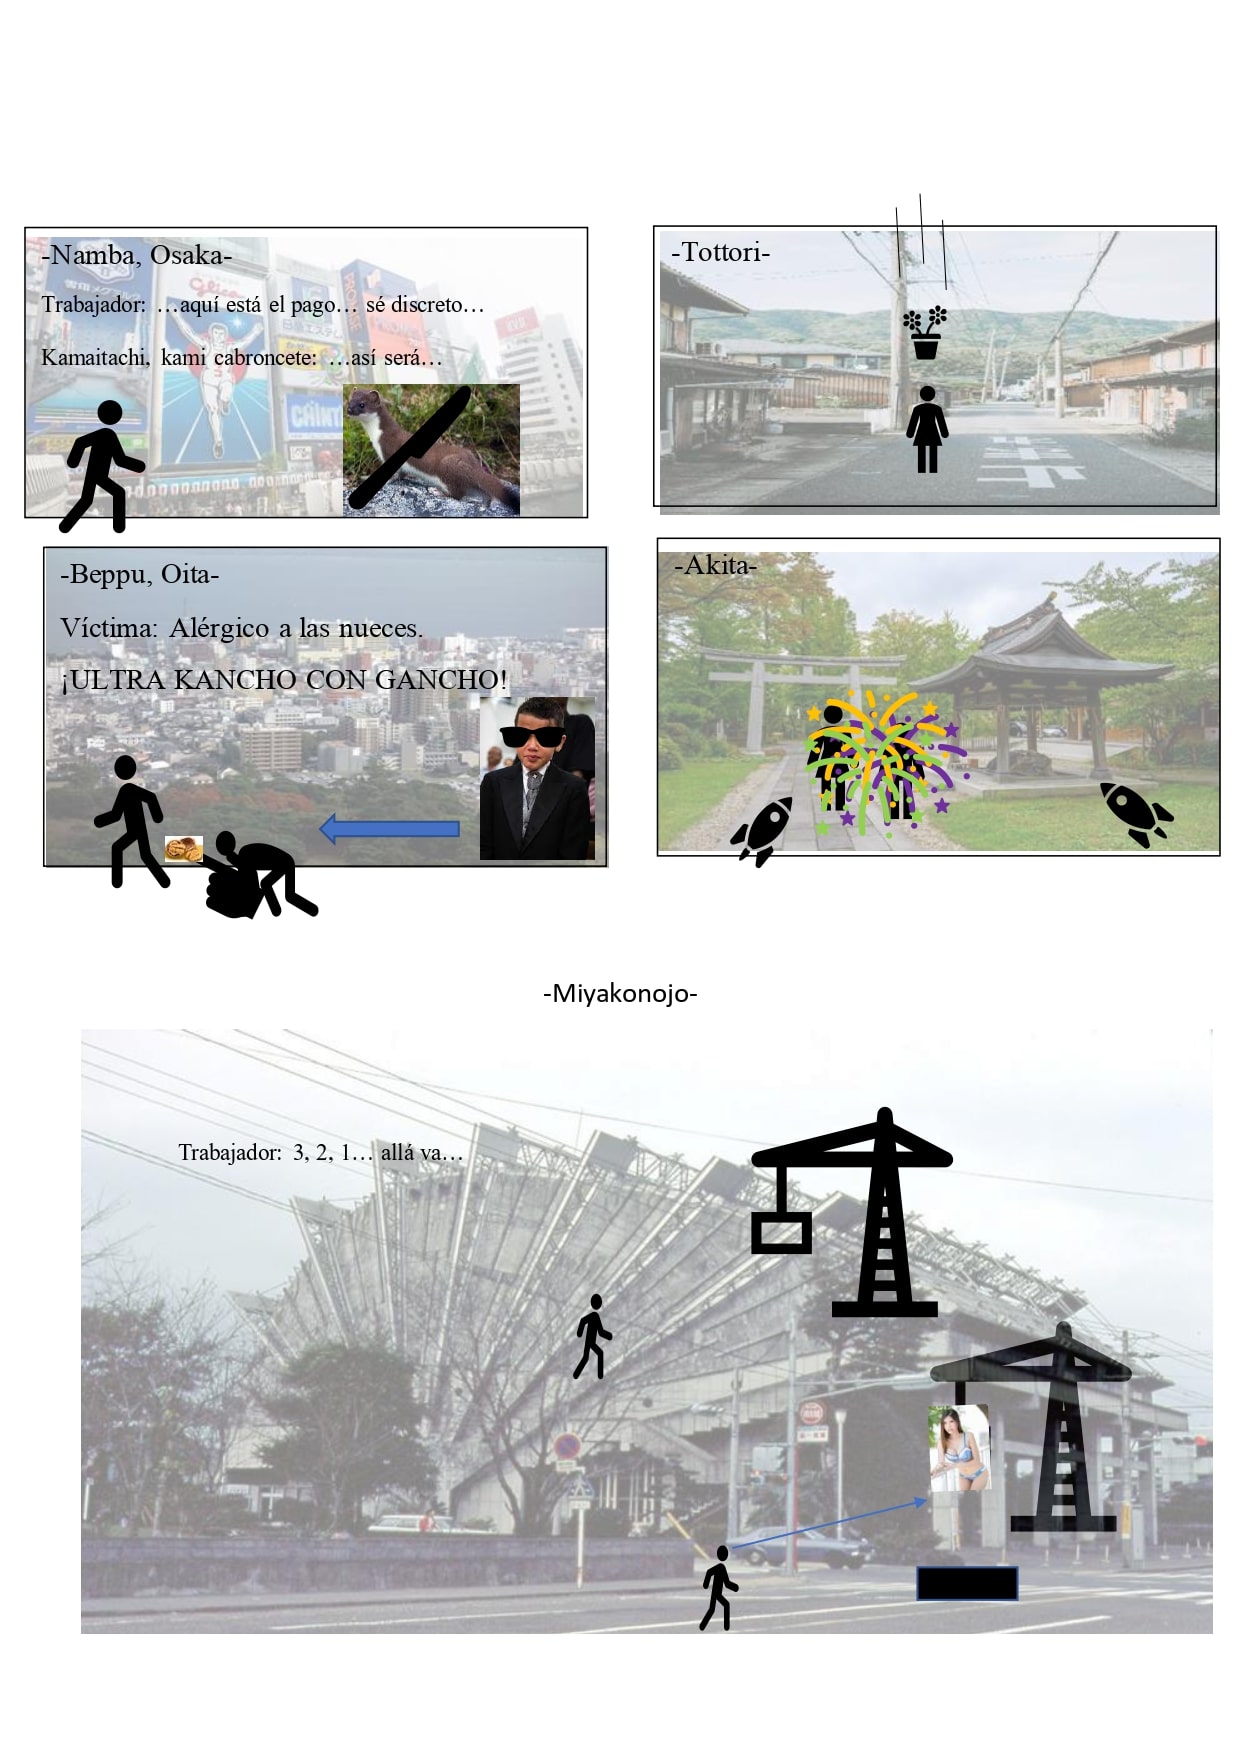 -Namba, Osaka-
Trabajador: …aquí está el pago… sé discreto…
Kamaitachi, kami cabroncete: …así será…
-Tottori-
-Beppu, Oita-
Víctima: Alérgico a las nueces.
¡ULTRA KANCHO CON GANCHO!
-Akita-
-Miyakonojo-
Trabajador: 3, 2, 1… allá va…